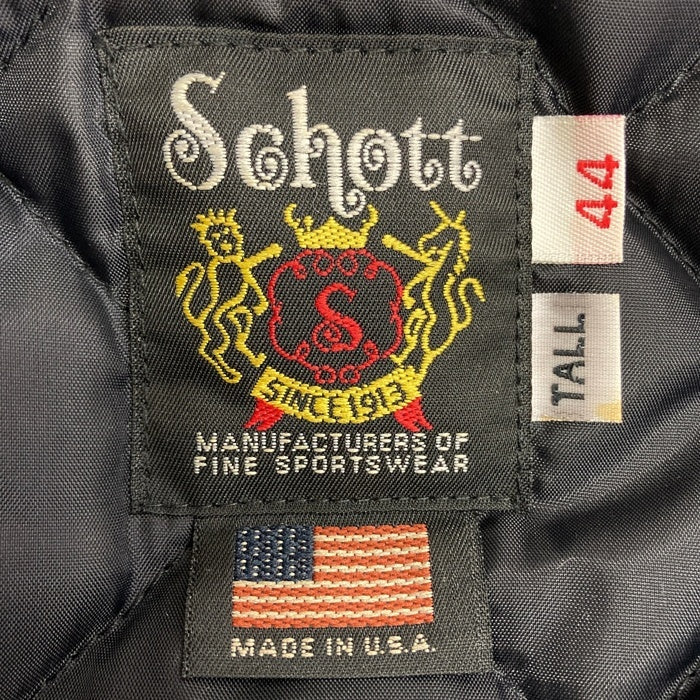 Schott
S
SINCE 1913
MANUFACTURERS OF
FINE SPORTSWEAR
44
TALL
MADE IN U.S.A.